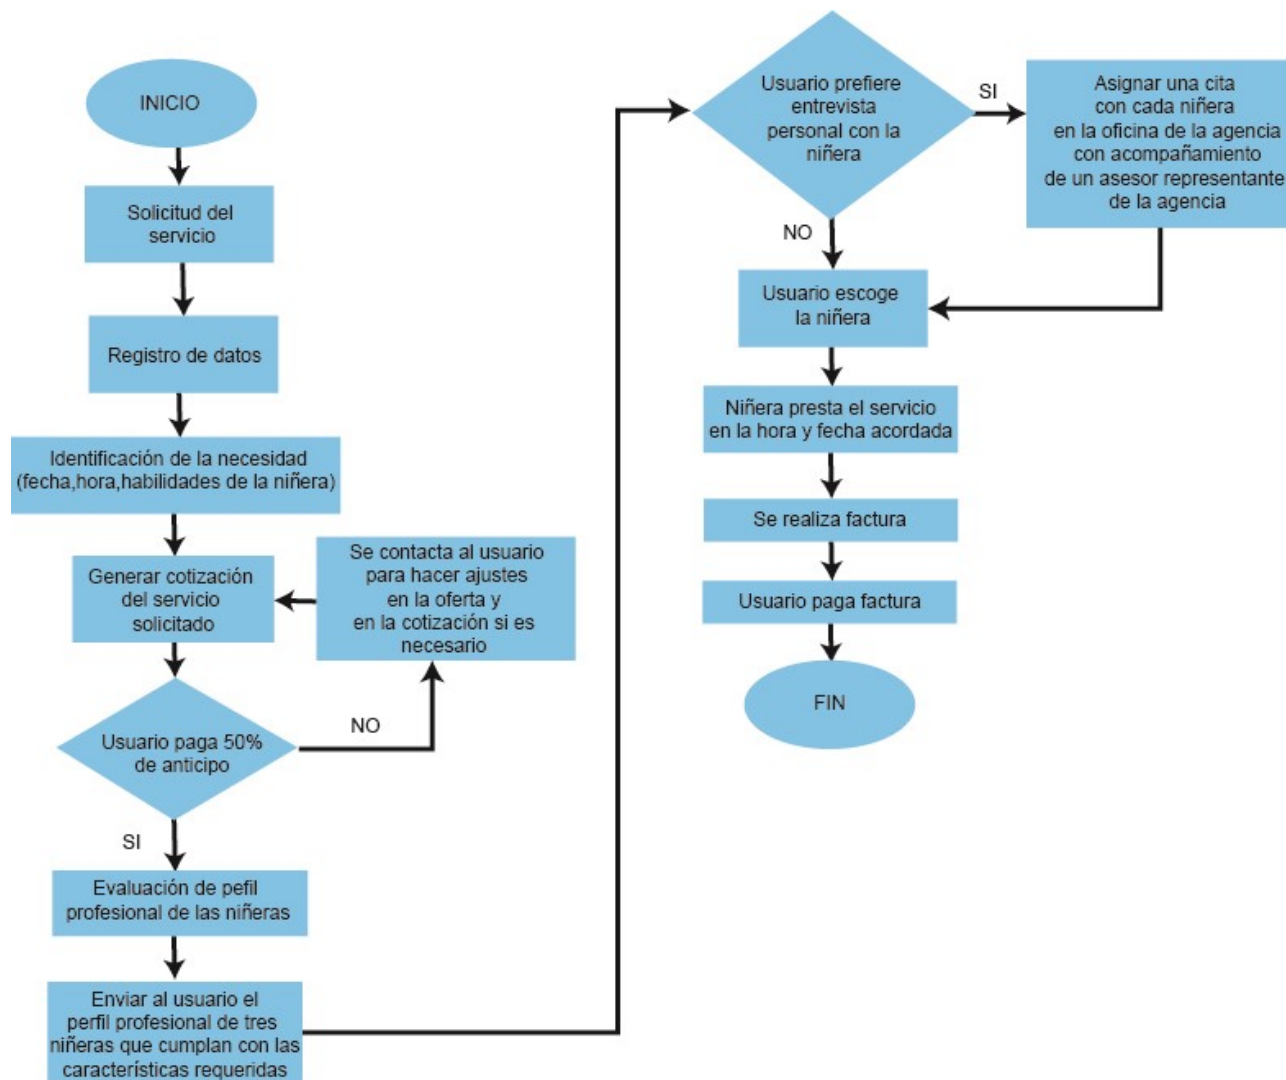 INICIO
Solicitud del
servicio
Registro de datos
Identificación de la necesidad
(fecha,hora,habilidades de la niñera)
Generar cotización
del servicio
solicitado
Se contacta al usuario
para hacer ajustes
en la oferta y
en la cotización si es
necesario
Usuario paga 50%
de anticipo
NO
SI
Evaluación de pefil
profesional de las niñeras
Enviar al usuario el
perfil profesional de tres
niñeras que cumplan con las
características requeridas
Usuario prefiere
entrevista
personal con la
niñera
SI
Asignar una cita
con cada niñera
en la oficina de la agencia
con acompañamiento
de un asesor representante
de la agencia
NO
Usuario escoge
la niñera
Niñera presta el servicio
en la hora y fecha acordada
Se realiza factura
Usuario paga factura
FIN